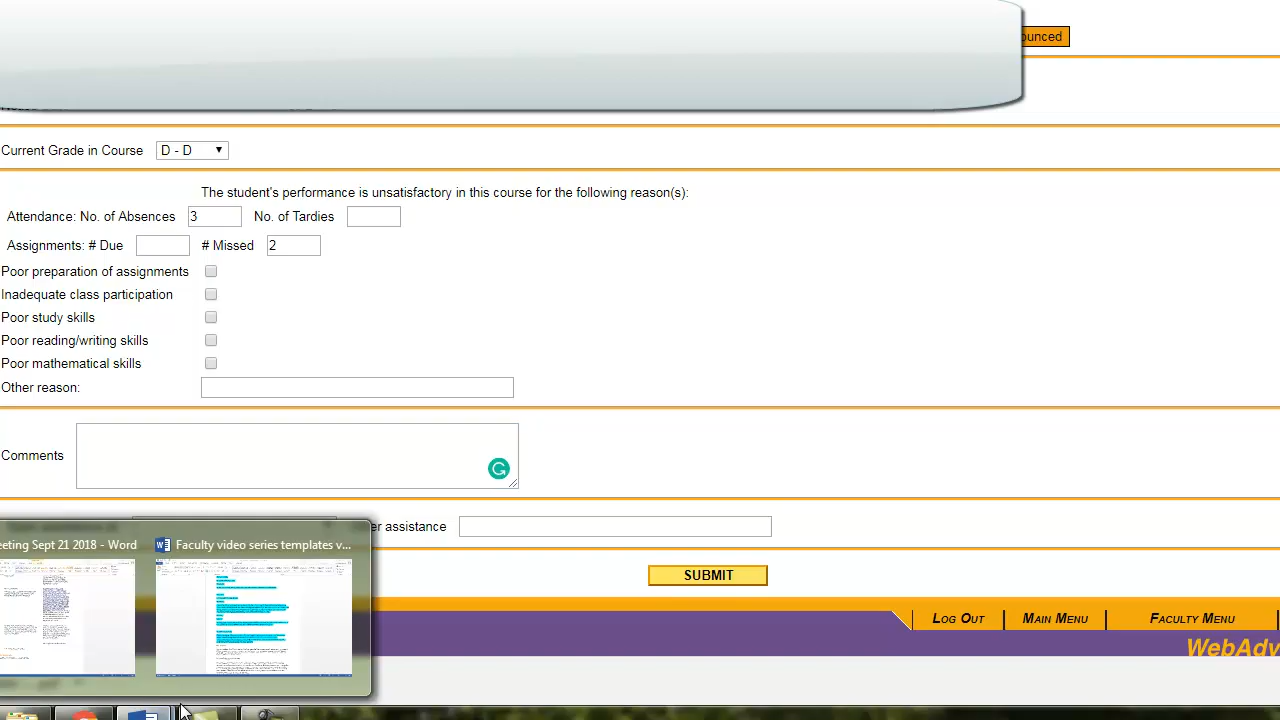 ounced
Current Grade in Course D - D
The student's performance is unsatisfactory in this course for the following reason(s):
Attendance: No. of Absences 3 No. of Tardies
Assignments: # Due # Missed 2
Poor preparation of assignments
Inadequate class participation
Poor study skills
Poor reading/writing skills
Poor mathematical skills
Other reason:
Comments
er assistance
eeting Sept 21 2018 - Word Faculty video series templates v...
SUBMIT
LOG OUT MAIN MENU FACULTY MENU
WebAdv